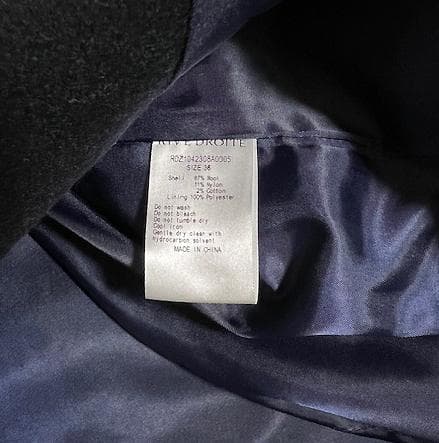 RIVE DROITE
RDZ1042308A0005
SIZE 36
Shell 87% Wool
11% Nylon
2% Cotton
Lining 100% Polyester
Do not wash
Do not bleach
Do not tumble dry
Cool iron
Gentle dry clean with
hydrocarbon solvent
MADE IN CHINA